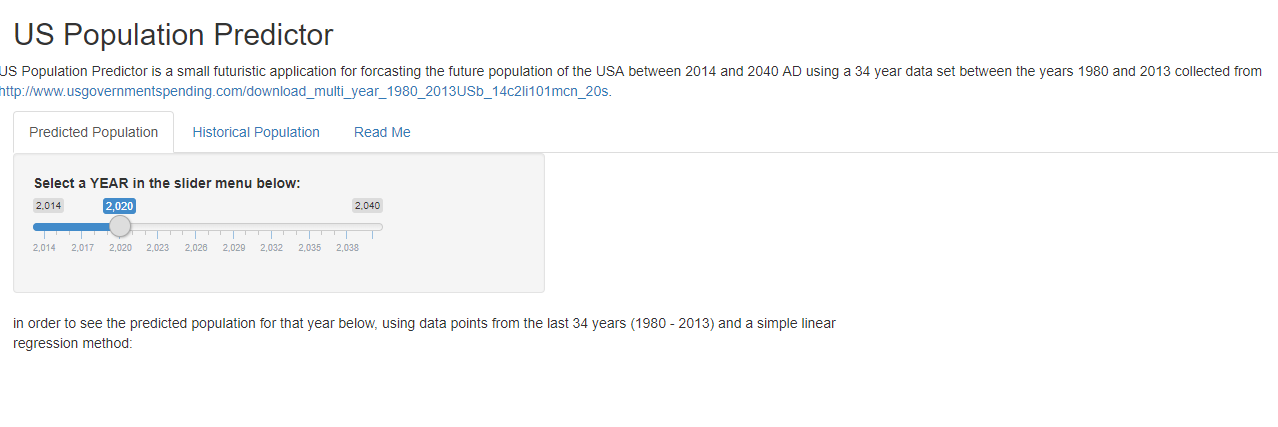 US Population Predictor
US Population Predictor is a small futuristic application for forcasting the future population of the USA between 2014 and 2040 AD using a 34 year data set between the years 1980 and 2013 collected from
http://www.usgovernmentspending.com/download_multi_year_1980_2013USb_14c2li101mcn_20s.
Predicted Population Historical Population Read Me
Select a YEAR in the slider menu below:
2,014 2,020 2,040
2,014 2,017 2,020 2,023 2,026 2,029 2,032 2,035 2,038
in order to see the predicted population for that year below, using data points from the last 34 years (1980 - 2013) and a simple linear
regression method: